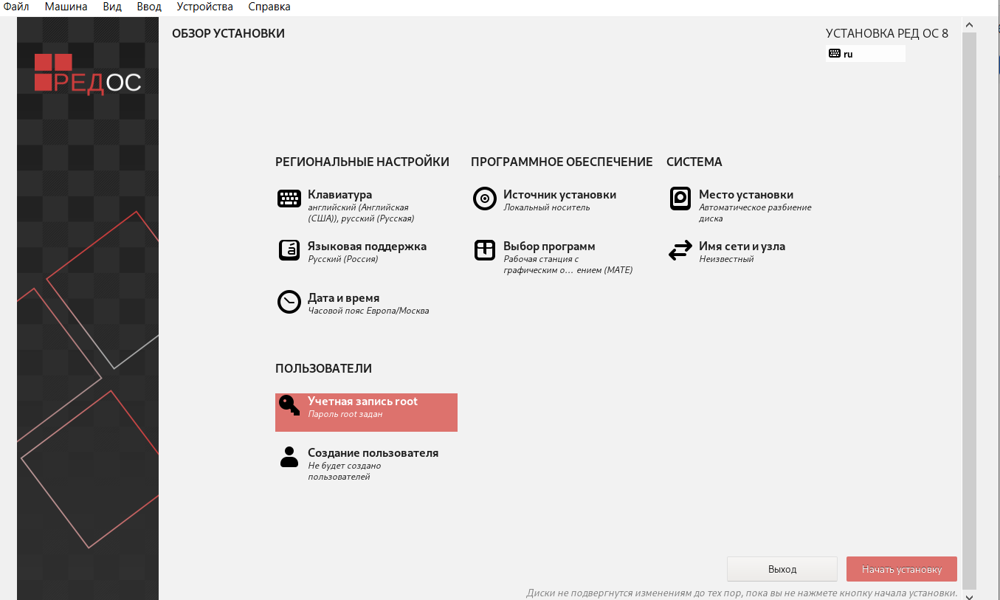 Файл Машина Вид Ввод Устройства Справка
РЕДОС
ОБЗОР УСТАНОВКИ
УСТАНОВКА РЕД ОС 8
ru
РЕГИОНАЛЬНЫЕ НАСТРОЙКИ
Клавиатура
английский (Английская
(США)), русский (Русская)
Языковая поддержка
Русский (Россия)
Дата и время
Часовой пояс Европа/Москва
ПРОГРАММНОЕ ОБЕСПЕЧЕНИЕ
Источник установки
Локальный носитель
Выбор программ
Рабочая станция с
графическим о... ением (MATE)
СИСТЕМА
Место установки
Автоматическое разбиение
диска
Имя сети и узла
Неизвестный
ПОЛЬЗОВАТЕЛИ
Учетная запись root
Пароль root задан
Создание пользователя
Не будет создано
пользователей
Выход
Начать установку
Диски не подвергнутся изменениям до тех пор, пока вы не нажмете кнопку начала установки.